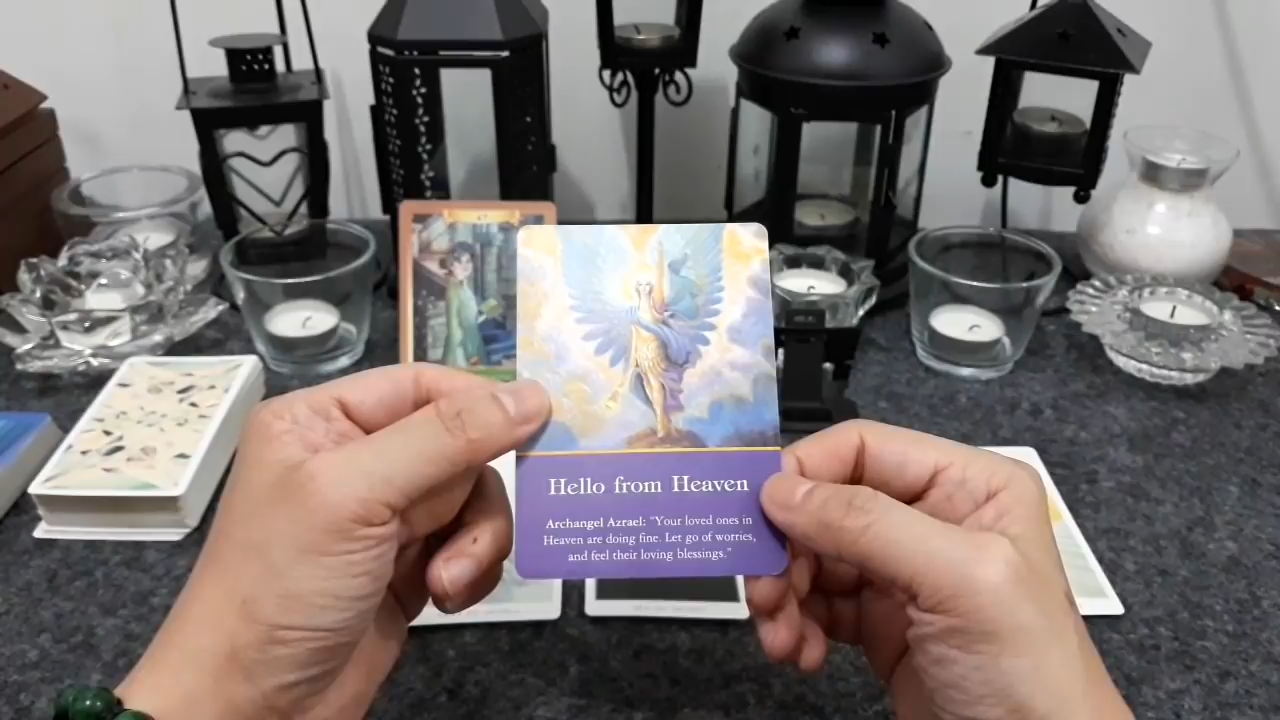 Hello from Heaven
Archangel Azrael: "Your loved ones in
Heaven are doing fine. Let go of worries,
and feel their loving blessings."